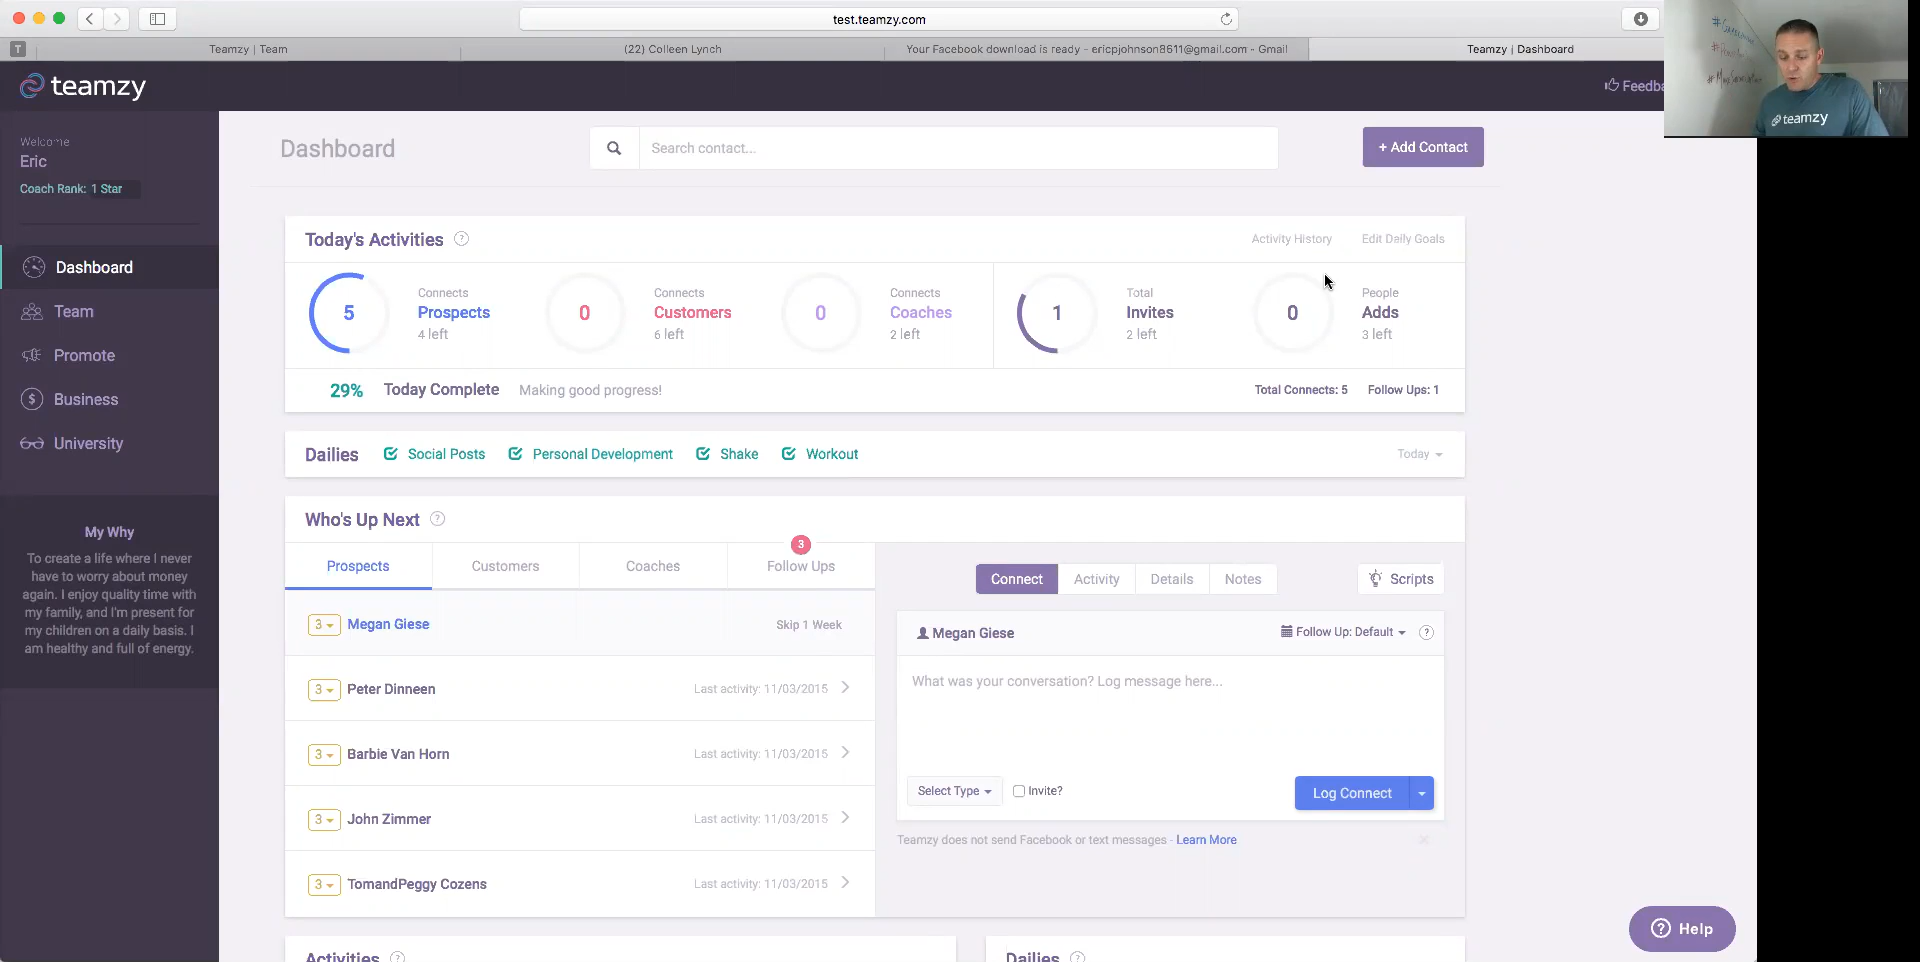 test.teamzy.com
T
Teamzy | Team
(22) Colleen Lynch
Your Facebook download is ready - ericpjohnson8611@gmail.com - Gmail
Teamzy | Dashboard
teamzy
Feedba
teamzy
Welcome
Eric
Coach Rank: 1 Star
Dashboard
Team
Promote
Business
University
My Why
To create a life where I never
have to worry about money
again. I enjoy quality time with
my family, and I'm present for
my children on a daily basis. I
am healthy and full of energy.
Dashboard
Search contact...
+ Add Contact
Today's Activities ?
Activity History
Edit Daily Goals
5
Connects
Prospects
4 left
0
Connects
Customers
6 left
0
Connects
Coaches
2 left
1
Total
Invites
2 left
0
People
Adds
3 left
29% Today Complete Making good progress!
Total Connects: 5 Follow Ups: 1
Dailies Social Posts Personal Development Shake Workout
Today
Who's Up Next ?
Prospects
Customers
Coaches
3
Follow Ups
3 Megan Giese Skip 1 Week
3 Peter Dinneen Last activity: 11/03/2015
3 Barbie Van Horn Last activity: 11/03/2015
3 John Zimmer Last activity: 11/03/2015
3 TomandPeggy Cozens Last activity: 11/03/2015
Connect
Activity
Details
Notes
Scripts
Megan Giese
Follow Up: Default ?
What was your conversation? Log message here...
Select Type
Invite?
Log Connect
Teamzy does not send Facebook or text messages - Learn More
Activities ?
Dailies ?
? Help